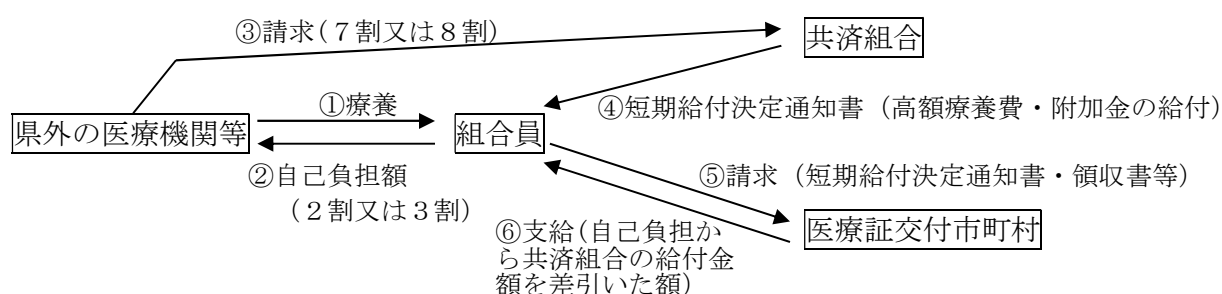 ③請求(７割又は８割)
共済組合
①療養
④短期給付決定通知書（高額療養費・附加金の給付）
県外の医療機関等
組合員
②自己負担額
（２割又は３割）
⑤請求（短期給付決定通知書・領収書等）
⑥支給(自己負担か
ら共済組合の給付金
額を差引いた額)
医療証交付市町村